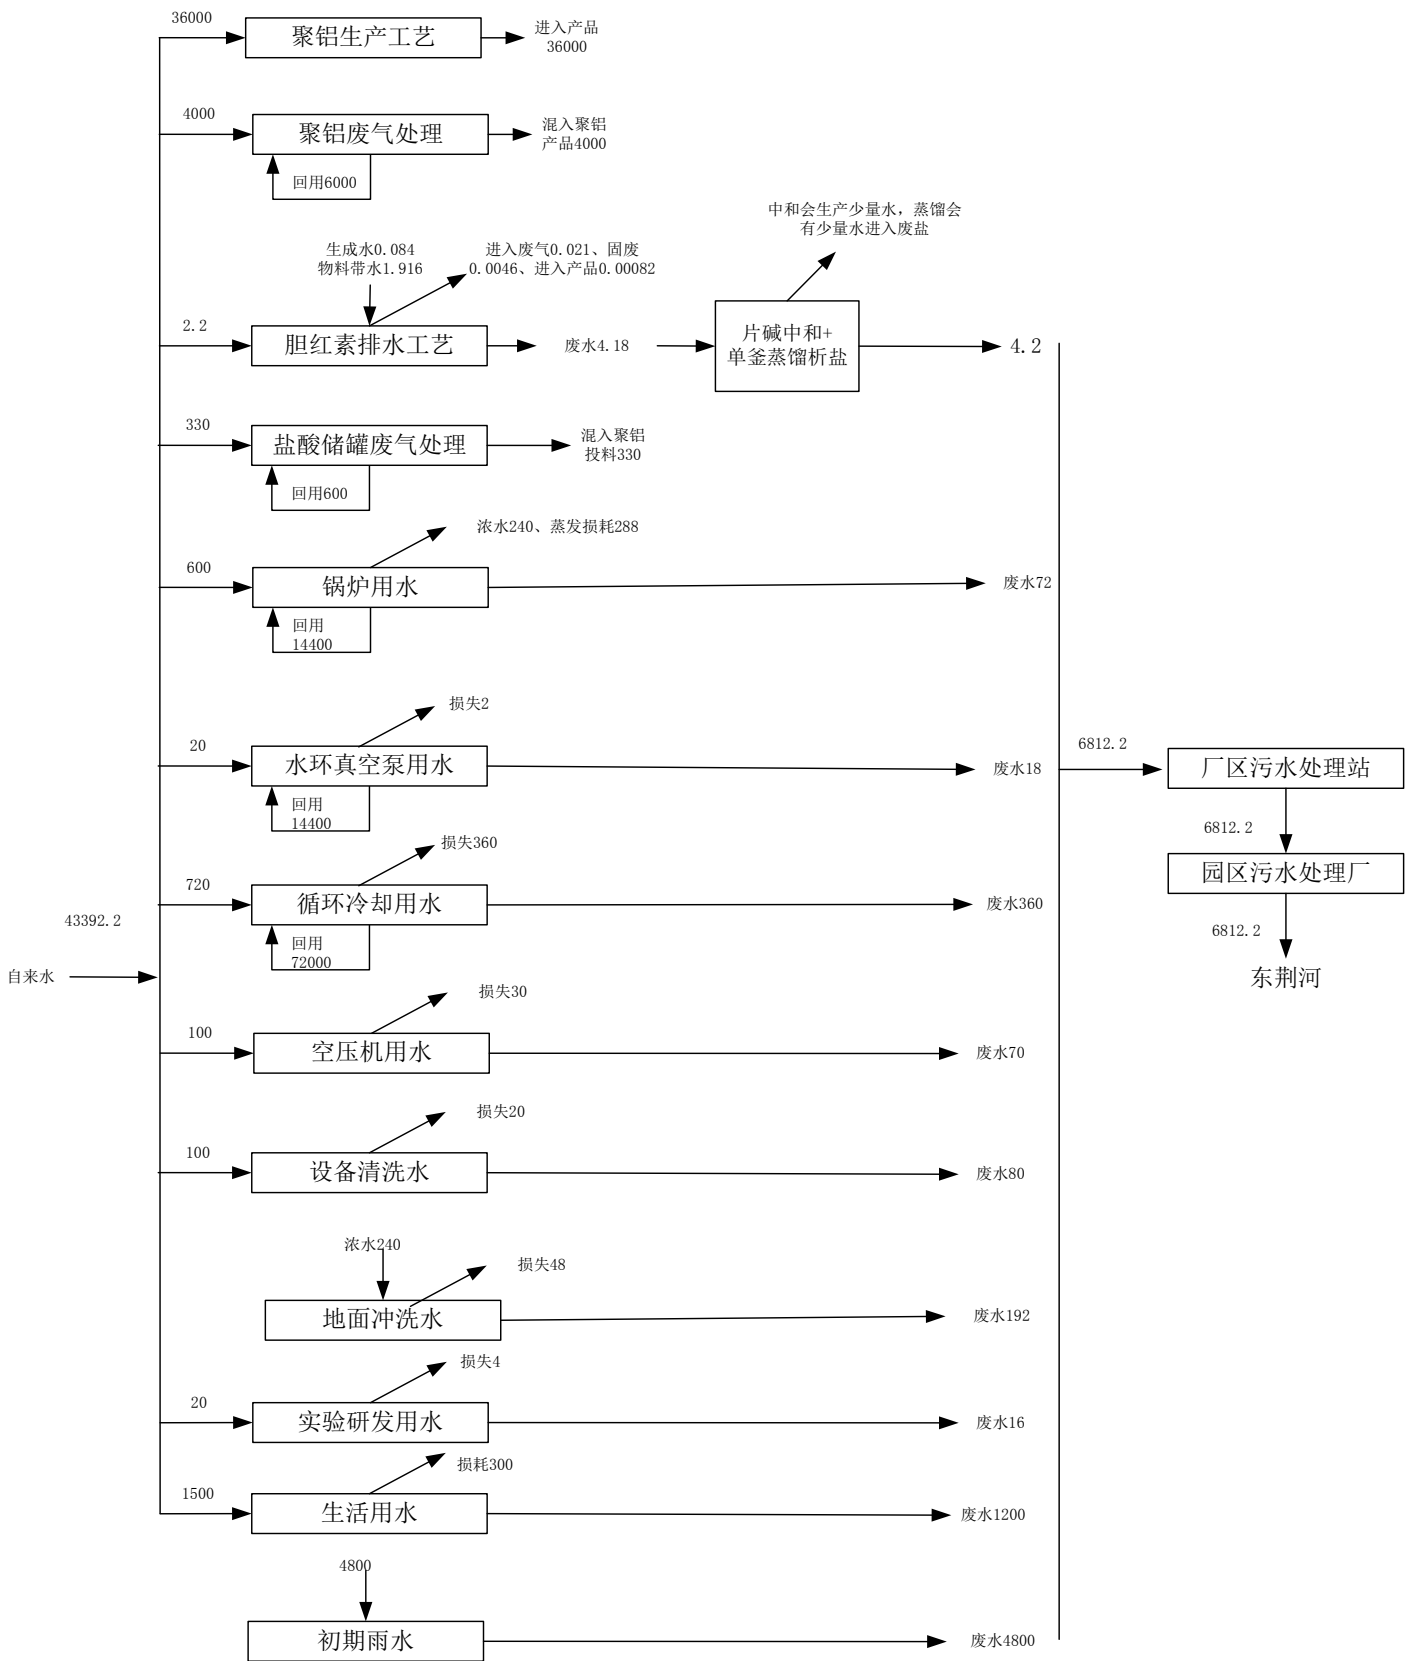 36000
聚铝生产工艺
进入产品
36000
4000
聚铝废气处理
混入聚铝
产品4000
回用6000
中和会生产少量水，蒸馏会
有少量水进入废盐
生成水0.084
物料带水1.916
进入废气0.021、固废
0.0046、进入产品0.00082
2.2
胆红素排水工艺
废水4.18
片碱中和+
单釜蒸馏析盐
4.2
330
盐酸储罐废气处理
混入聚铝
投料330
回用600
浓水240、蒸发损耗288
600
锅炉用水
废水72
回用
14400
损失2
20
水环真空泵用水
废水18
6812.2
厂区污水处理站
回用
14400
6812.2
损失360
园区污水处理厂
720
循环冷却用水
废水360
43392.2
6812.2
回用
72000
自来水
东荆河
损失30
100
空压机用水
废水70
损失20
100
设备清洗水
废水80
浓水240
损失48
地面冲洗水
废水192
损失4
20
实验研发用水
废水16
损耗300
1500
生活用水
废水1200
4800
初期雨水
废水4800